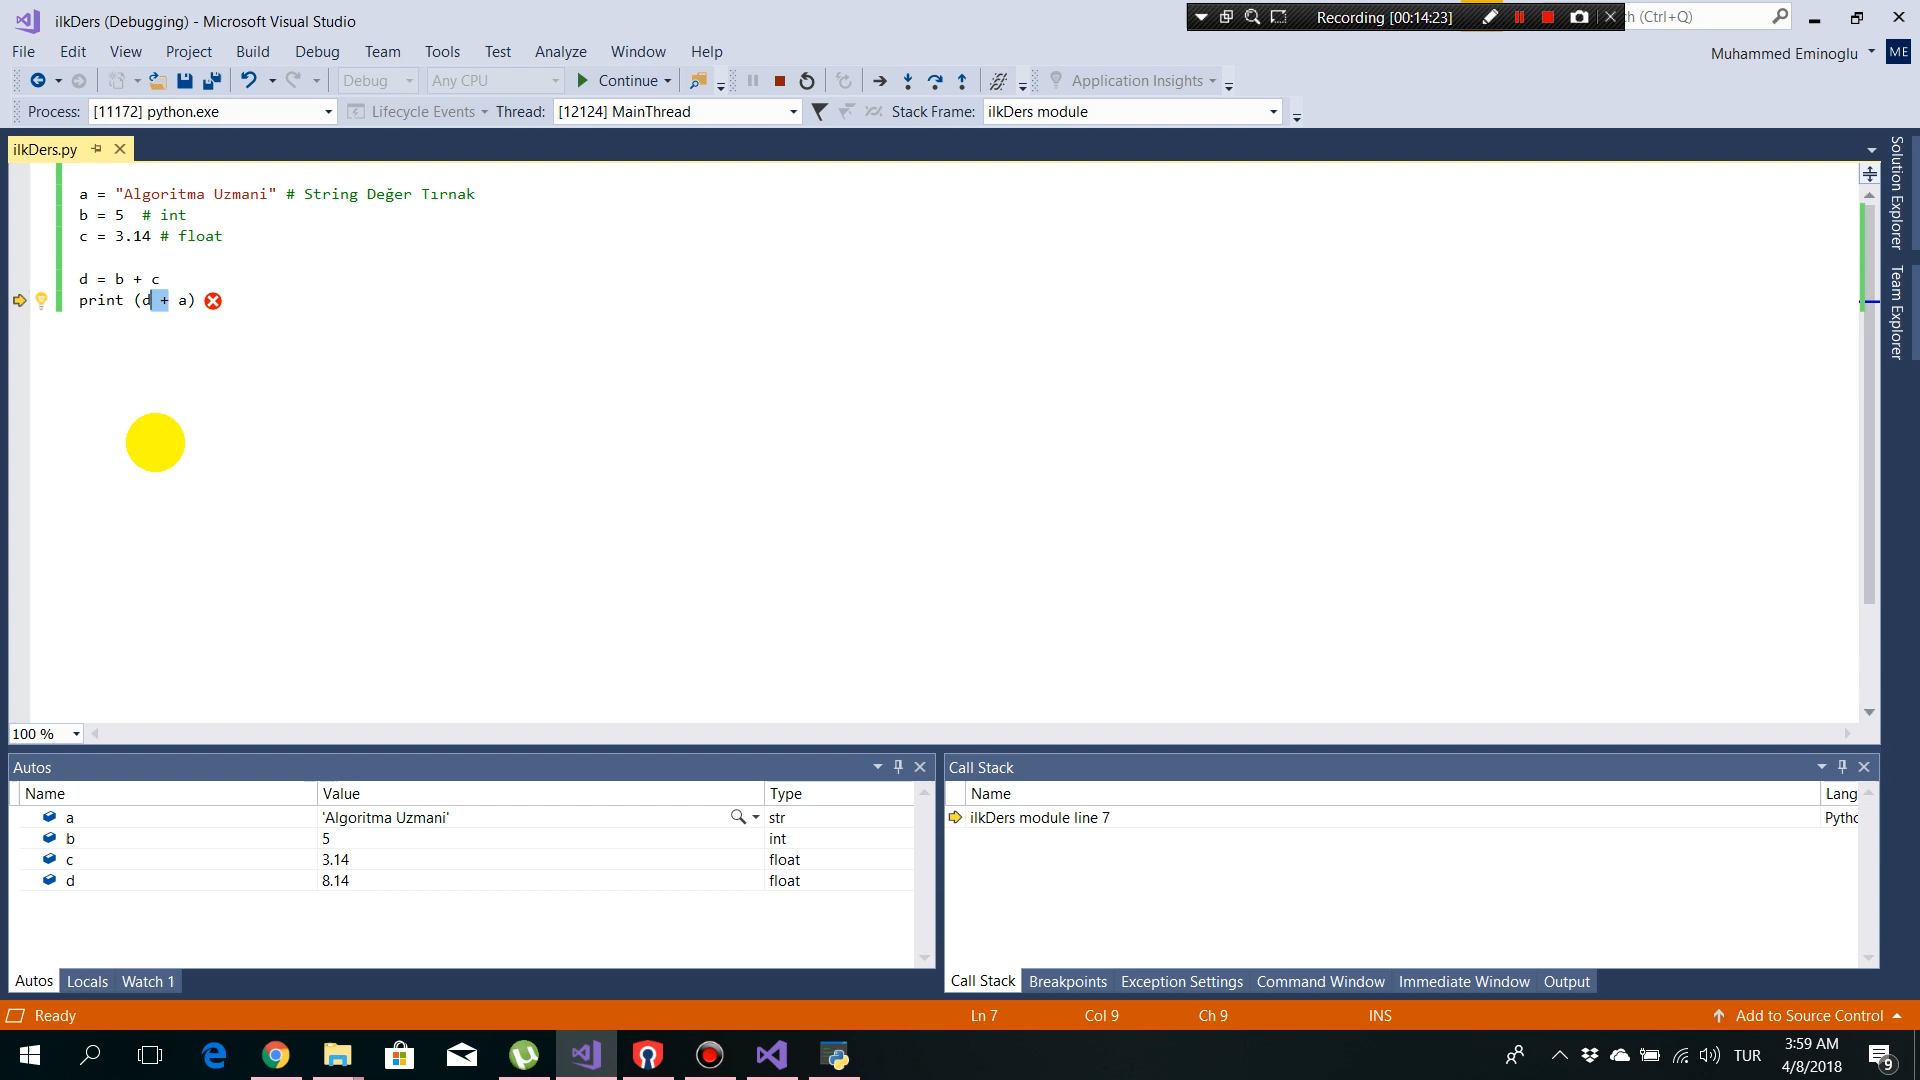 ilkDers (Debugging) - Microsoft Visual Studio
Recording [00:14:23]
ch (Ctrl+Q)
File Edit View Project Build Debug Team Tools Test Analyze Window Help
Muhammed Eminoglu ME
Debug Any CPU Continue Application Insights
Process: [11172] python.exe Lifecycle Events Thread: [12124] MainThread Stack Frame: ilkDers module
ilkDers.py
a = "Algoritma Uzmani" # String Değer Tırnak
b = 5 # int
c = 3.14 # float
d = b + c
print (d + a)
Solution Explorer
Team Explorer
100 %
Autos
Name Value Type
a 'Algoritma Uzmani' str
b 5 int
c 3.14 float
d 8.14 float
Autos Locals Watch 1
Call Stack
Name Lang
ilkDers module line 7 Pytho
Call Stack Breakpoints Exception Settings Command Window Immediate Window Output
Ready Ln 7 Col 9 Ch 9 INS Add to Source Control
TUR
3:59 AM
4/8/2018
9